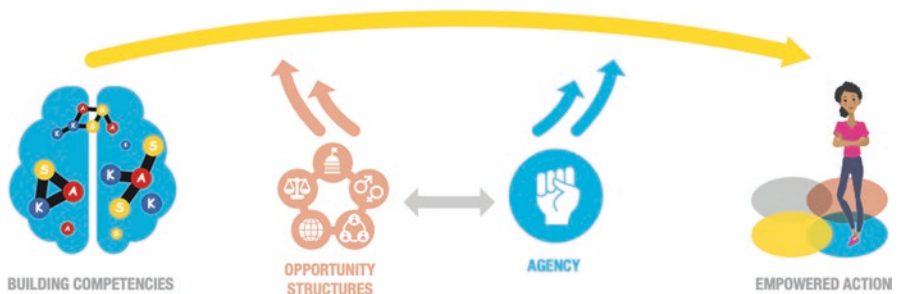 A
S
K
K
S
A
K
S
S
A
K
K
A
S
K
A
S
BUILDING COMPETENCIES
OPPORTUNITY
STRUCTURES
AGENCY
EMPOWERED ACTION